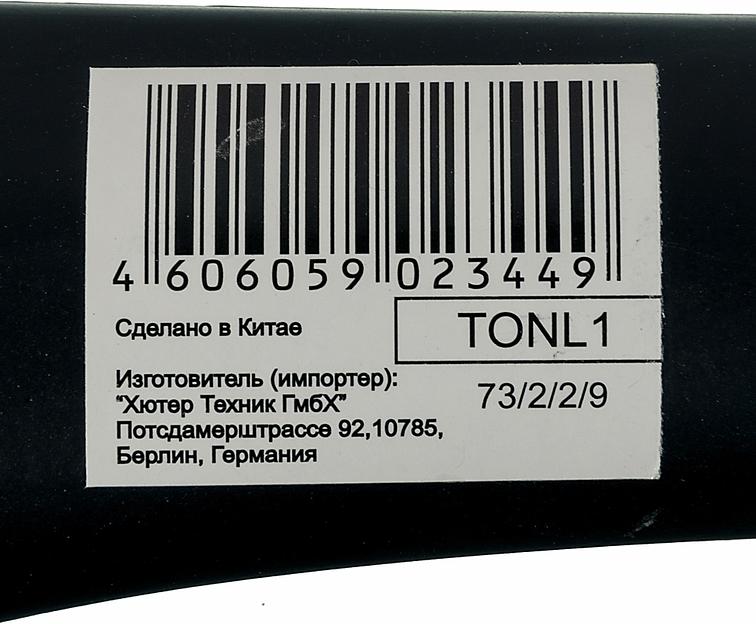 4 606059 023449
Сделано в Китае
TONL1
Изготовитель (импортер):
“Хютер Техник ГмбХ”
Потсдамерштрассе 92,10785,
Берлин, Германия
73/2/2/9